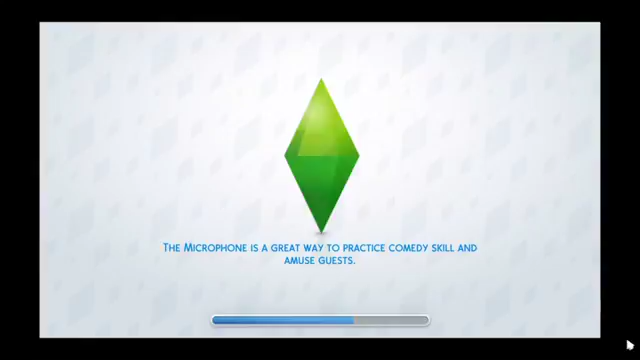 THE MICROPHONE IS A GREAT WAY TO PRACTICE COMEDY SKILL AND
AMUSE GUESTS.